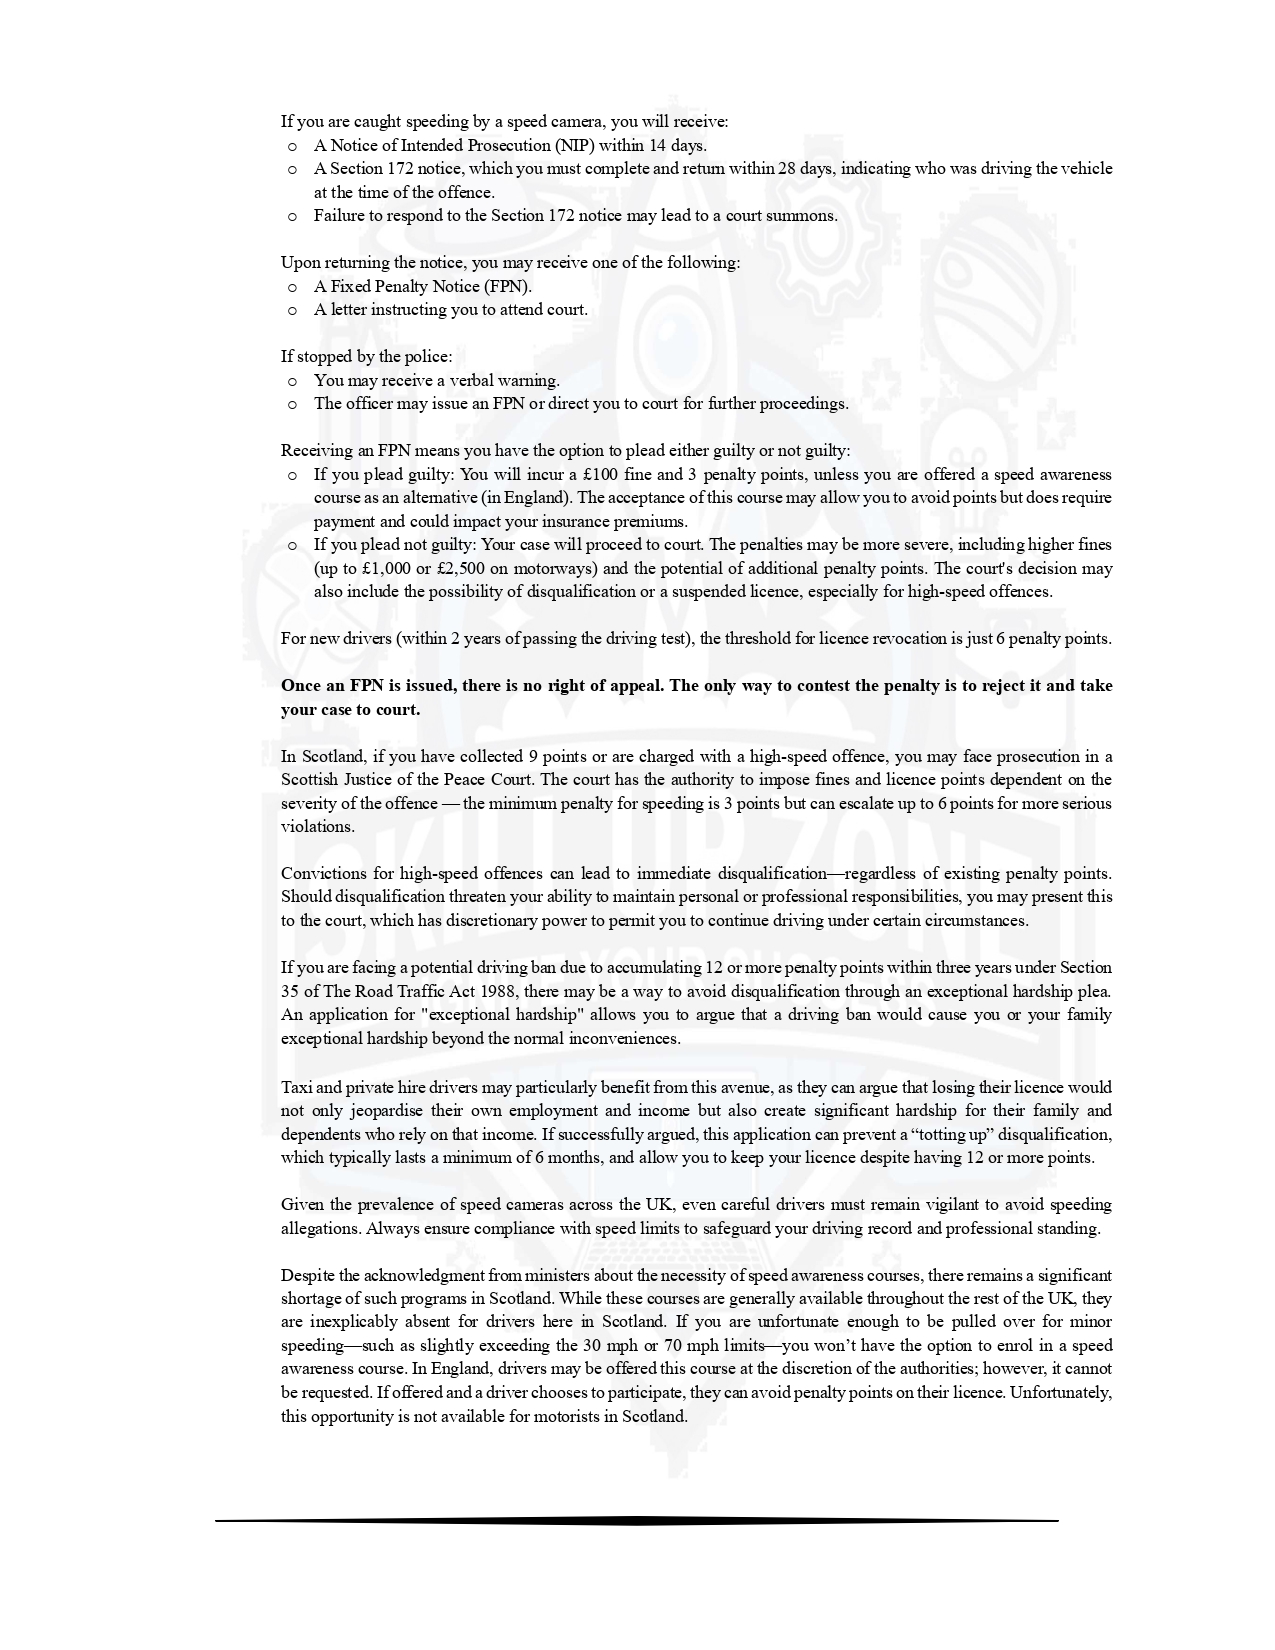 If you are caught speeding by a speed camera, you will receive:
o A Notice of Intended Prosecution (NIP) within 14 days.
o A Section 172 notice, which you must complete and return within 28 days, indicating who was driving the vehicle
at the time of the offence.
o Failure to respond to the Section 172 notice may lead to a court summons.
Upon returning the notice, you may receive one of the following:
o A Fixed Penalty Notice (FPN).
o A letter instructing you to attend court.
If stopped by the police:
o You may receive a verbal warning.
o The officer may issue an FPN or direct you to court for further proceedings.
Receiving an FPN means you have the option to plead either guilty or not guilty:
o If you plead guilty: You will incur a £100 fine and 3 penalty points, unless you are offered a speed awareness
course as an alternative (in England). The acceptance of this course may allow you to avoid points but does require
payment and could impact your insurance premiums.
o If you plead not guilty: Your case will proceed to court. The penalties may be more severe, including higher fines
(up to £1,000 or £2,500 on motorways) and the potential of additional penalty points. The court's decision may
also include the possibility of disqualification or a suspended licence, especially for high-speed offences.
For new drivers (within 2 years of passing the driving test), the threshold for licence revocation is just 6 penalty points.
Once an FPN is issued, there is no right of appeal. The only way to contest the penalty is to reject it and take
your case to court.
In Scotland, if you have collected 9 points or are charged with a high-speed offence, you may face prosecution in a
Scottish Justice of the Peace Court. The court has the authority to impose fines and licence points dependent on the
severity of the offence — the minimum penalty for speeding is 3 points but can escalate up to 6 points for more serious
violations.
Convictions for high-speed offences can lead to immediate disqualification—regardless of existing penalty points.
Should disqualification threaten your ability to maintain personal or professional responsibilities, you may present this
to the court, which has discretionary power to permit you to continue driving under certain circumstances.
If you are facing a potential driving ban due to accumulating 12 or more penalty points within three years under Section
35 of The Road Traffic Act 1988, there may be a way to avoid disqualification through an exceptional hardship plea.
An application for "exceptional hardship" allows you to argue that a driving ban would cause you or your family
exceptional hardship beyond the normal inconveniences.
Taxi and private hire drivers may particularly benefit from this avenue, as they can argue that losing their licence would
not only jeopardise their own employment and income but also create significant hardship for their family and
dependents who rely on that income. If successfully argued, this application can prevent a “totting up” disqualification,
which typically lasts a minimum of 6 months, and allow you to keep your licence despite having 12 or more points.
Given the prevalence of speed cameras across the UK, even careful drivers must remain vigilant to avoid speeding
allegations. Always ensure compliance with speed limits to safeguard your driving record and professional standing.
Despite the acknowledgment from ministers about the necessity of speed awareness courses, there remains a significant
shortage of such programs in Scotland. While these courses are generally available throughout the rest of the UK, they
are inexplicably absent for drivers here in Scotland. If you are unfortunate enough to be pulled over for minor
speeding—such as slightly exceeding the 30 mph or 70 mph limits—you won’t have the option to enrol in a speed
awareness course. In England, drivers may be offered this course at the discretion of the authorities; however, it cannot
be requested. If offered and a driver chooses to participate, they can avoid penalty points on their licence. Unfortunately,
this opportunity is not available for motorists in Scotland.
SKILL UP ZONE